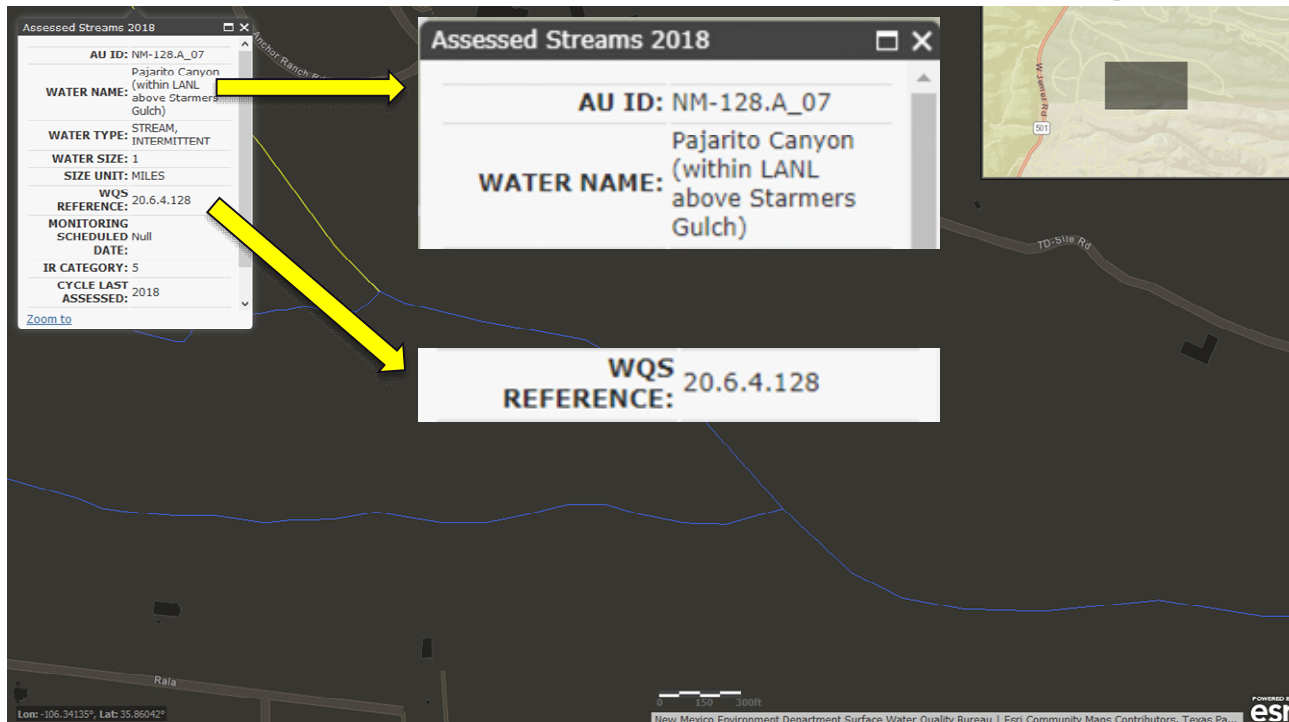 Assessed Streams 2018
AU ID: NM-128.A_07
WATER NAME: Pajarito Canyon
(within LANL
above Starmers
Gulch)
WATER TYPE: STREAM,
INTERMITTENT
WATER SIZE: 1
SIZE UNIT: MILES
WQS
REFERENCE: 20.6.4.128
MONITORING
SCHEDULED Null
DATE:
IR CATEGORY: 5
CYCLE LAST
ASSESSED: 2018
Zoom to
Anchor Ranch
Assessed Streams 2018
AU ID: NM-128.A_07
WATER NAME: Pajarito Canyon
(within LANL
above Starmers
Gulch)
WQS
REFERENCE: 20.6.4.128
W Jemez Rd
501
TD-Site Rd
Rala
0 150 300ft
Lon: -106.34135°, Lat: 35.86042°
New Mexico Environment Department Surface Water Quality Bureau | Esri Community Maps Contributors, Texas Pa...
POWERED B
esri